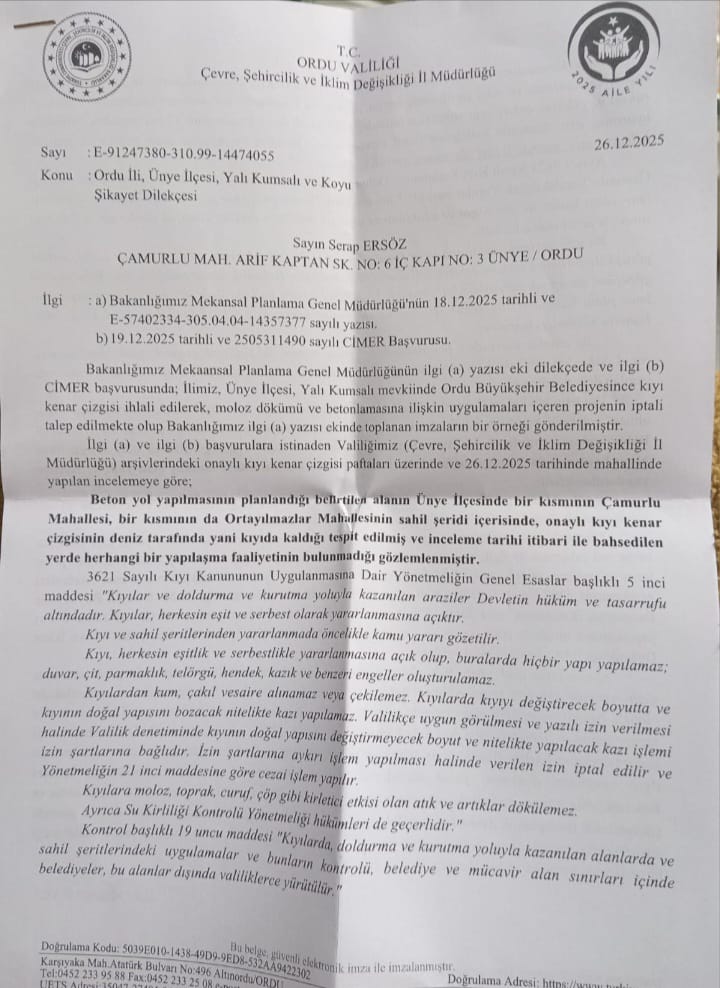 2025 AİLE YILI
T.C.
ORDU VALİLİĞİ
Çevre, Şehircilik ve İklim Değişikliği İl Müdürlüğü
26.12.2025
Sayı : E-91247380-310.99-14474055
Konu : Ordu İli, Ünye İlçesi, Yalı Kumsalı ve Koyu
Şikayet Dilekçesi
Sayın Serap ERSÖZ
ÇAMURLU MAH. ARİF KAPTAN SK. NO: 6 İÇ KAPI NO: 3 ÜNYE / ORDU
İlgi : a) Bakanlığımız Mekansal Planlama Genel Müdürlüğü'nün 18.12.2025 tarihli ve
E-57402334-305.04.04-14357377 sayılı yazısı.
b) 19.12.2025 tarihli ve 2505311490 sayılı CİMER Başvurusu.
Bakanlığımız Mekaansal Planlama Genel Müdürlüğünün ilgi (a) yazısı eki dilekçede ve ilgi (b)
CİMER başvurusunda; İlimiz, Ünye İlçesi, Yalı Kumsalı mevkiinde Ordu Büyükşehir Belediyesince kıyı
kenar çizgisi ihlali edilerek, moloz dökümü ve betonlamasına ilişkin uygulamaları içeren projenin iptali
talep edilmekte olup Bakanlığımız ilgi (a) yazısı ekinde toplanan imzaların bir örneği gönderilmiştir.
İlgi (a) ve ilgi (b) başvurulara istinaden Valiliğimiz (Çevre, Şehircilik ve İklim Değişikliği İl
Müdürlüğü) arşivlerindeki onaylı kıyı kenar çizgisi paftaları üzerinde ve 26.12.2025 tarihinde mahallinde
yapılan incelemeye göre;
Beton yol yapılmasının planlandığı belirtilen alanın Ünye İlçesinde bir kısmının Çamurlu
Mahallesi, bir kısmının da Ortayılmazlar Mahallesinin sahil şeridi içerisinde, onaylı kıyı kenar
çizgisinin deniz tarafında yani kıyıda kaldığı tespit edilmiş ve inceleme tarihi itibari ile bahsedilen
yerde herhangi bir yapılaşma faaliyetinin bulunmadığı gözlemlenmiştir.
3621 Sayılı Kıyı Kanununun Uygulanmasına Dair Yönetmeliğin Genel Esaslar başlıklı 5 inci
maddesi "Kıyılar ve doldurma ve kurutma yoluyla kazanılan araziler Devletin hüküm ve tasarrufu
altındadır. Kıyılar, herkesin eşit ve serbest olarak yararlanmasına açıktır.
Kıyı ve sahil şeritlerinden yararlanmada öncelikle kamu yararı gözetilir.
Kıyı, herkesin eşitlik ve serbestlikle yararlanmasına açık olup, buralarda hiçbir yapı yapılamaz;
duvar, çit, parmaklık, telörgü, hendek, kazık ve benzeri engeller oluşturulamaz.
Kıyılardan kum, çakıl vesaire alınamaz veya çekilemez. Kıyılarda kıyıyı değiştirecek boyutta ve
kıyının doğal yapısını bozacak nitelikte kazı yapılamaz. Valilikçe uygun görülmesi ve yazılı izin verilmesi
halinde Valilik denetiminde kıyının doğal yapısını değiştirmeyecek boyut ve nitelikte yapılacak kazı işlemi
izin şartlarına bağlıdır. İzin şartlarına aykırı işlem yapılması halinde verilen izin iptal edilir ve
Yönetmeliğin 21 inci maddesine göre cezai işlem yapılır.
Kıyılara moloz, toprak, curuf, çöp gibi kirletici etkisi olan atık ve artıklar dökülemez.
Ayrıca Su Kirliliği Kontrolü Yönetmeliği hükümleri de geçerlidir."
Kontrol başlıklı 19 uncu maddesi "Kıyılarda, doldurma ve kurutma yoluyla kazanılan alanlarda ve
sahil şeritlerindeki uygulamalar ve bunların kontrolü, belediye ve mücavir alan sınırları içinde
belediyeler, bu alanlar dışında valiliklerce yürütülür."
Bu belge, güvenli elektronik imza ile imzalanmıştır.
Doğrulama Kodu: 5039E010-1438-49D9-9ED8-532AA9422302
Doğrulama Adresi:
Karşıyaka Mah.Atatürk Bulvarı No:496 Altınordu/ORDU
Tel:0452 233 95 88 Fax:0452 233 25 08
UETS Adresi: